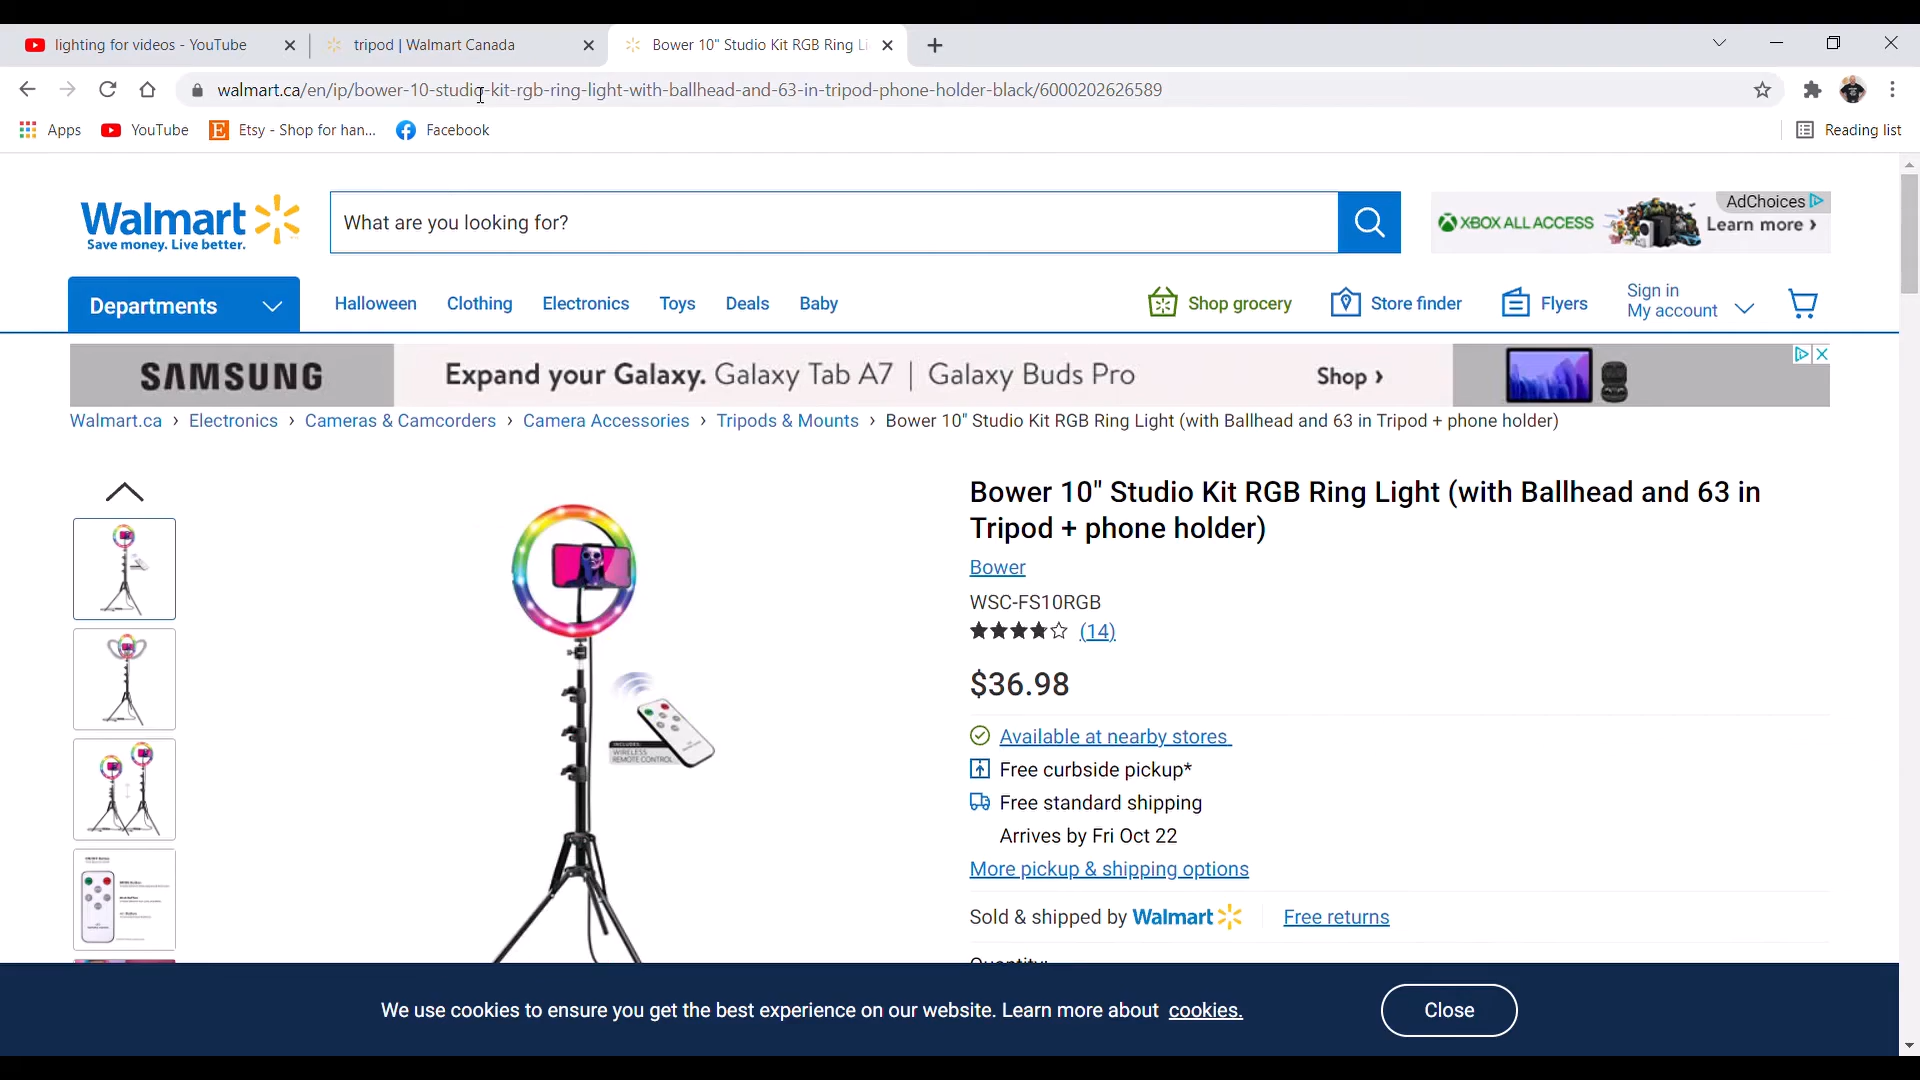 lighting for videos - YouTube
tripod | Walmart Canada
Bower 10" Studio Kit RGB Ring Li
walmart.ca/en/ip/bower-10-studio-kit-rgb-ring-light-with-ballhead-and-63-in-tripod-phone-holder-black/6000202626589
Apps
YouTube
Etsy - Shop for han...
Facebook
Reading list
Walmart
Save money. Live better.
What are you looking for?
XBOX ALL ACCESS
AdChoices
Learn more ›
Departments
Halloween
Clothing
Electronics
Toys
Deals
Baby
Shop grocery
Store finder
Flyers
Sign in
My account
SAMSUNG
Expand your Galaxy. Galaxy Tab A7 | Galaxy Buds Pro
Shop ›
Walmart.ca › Electronics › Cameras & Camcorders › Camera Accessories › Tripods & Mounts › Bower 10" Studio Kit RGB Ring Light (with Ballhead and 63 in Tripod + phone holder)
Bower 10" Studio Kit RGB Ring Light (with Ballhead and 63 in
Tripod + phone holder)
Bower
WSC-FS10RGB
(14)
$36.98
INCLUDES:
WIRELESS
REMOTE CONTROL
Available at nearby stores
Free curbside pickup*
Free standard shipping
Arrives by Fri Oct 22
More pickup & shipping options
Sold & shipped by Walmart
Free returns
Quantity:
We use cookies to ensure you get the best experience on our website. Learn more about cookies.
Close